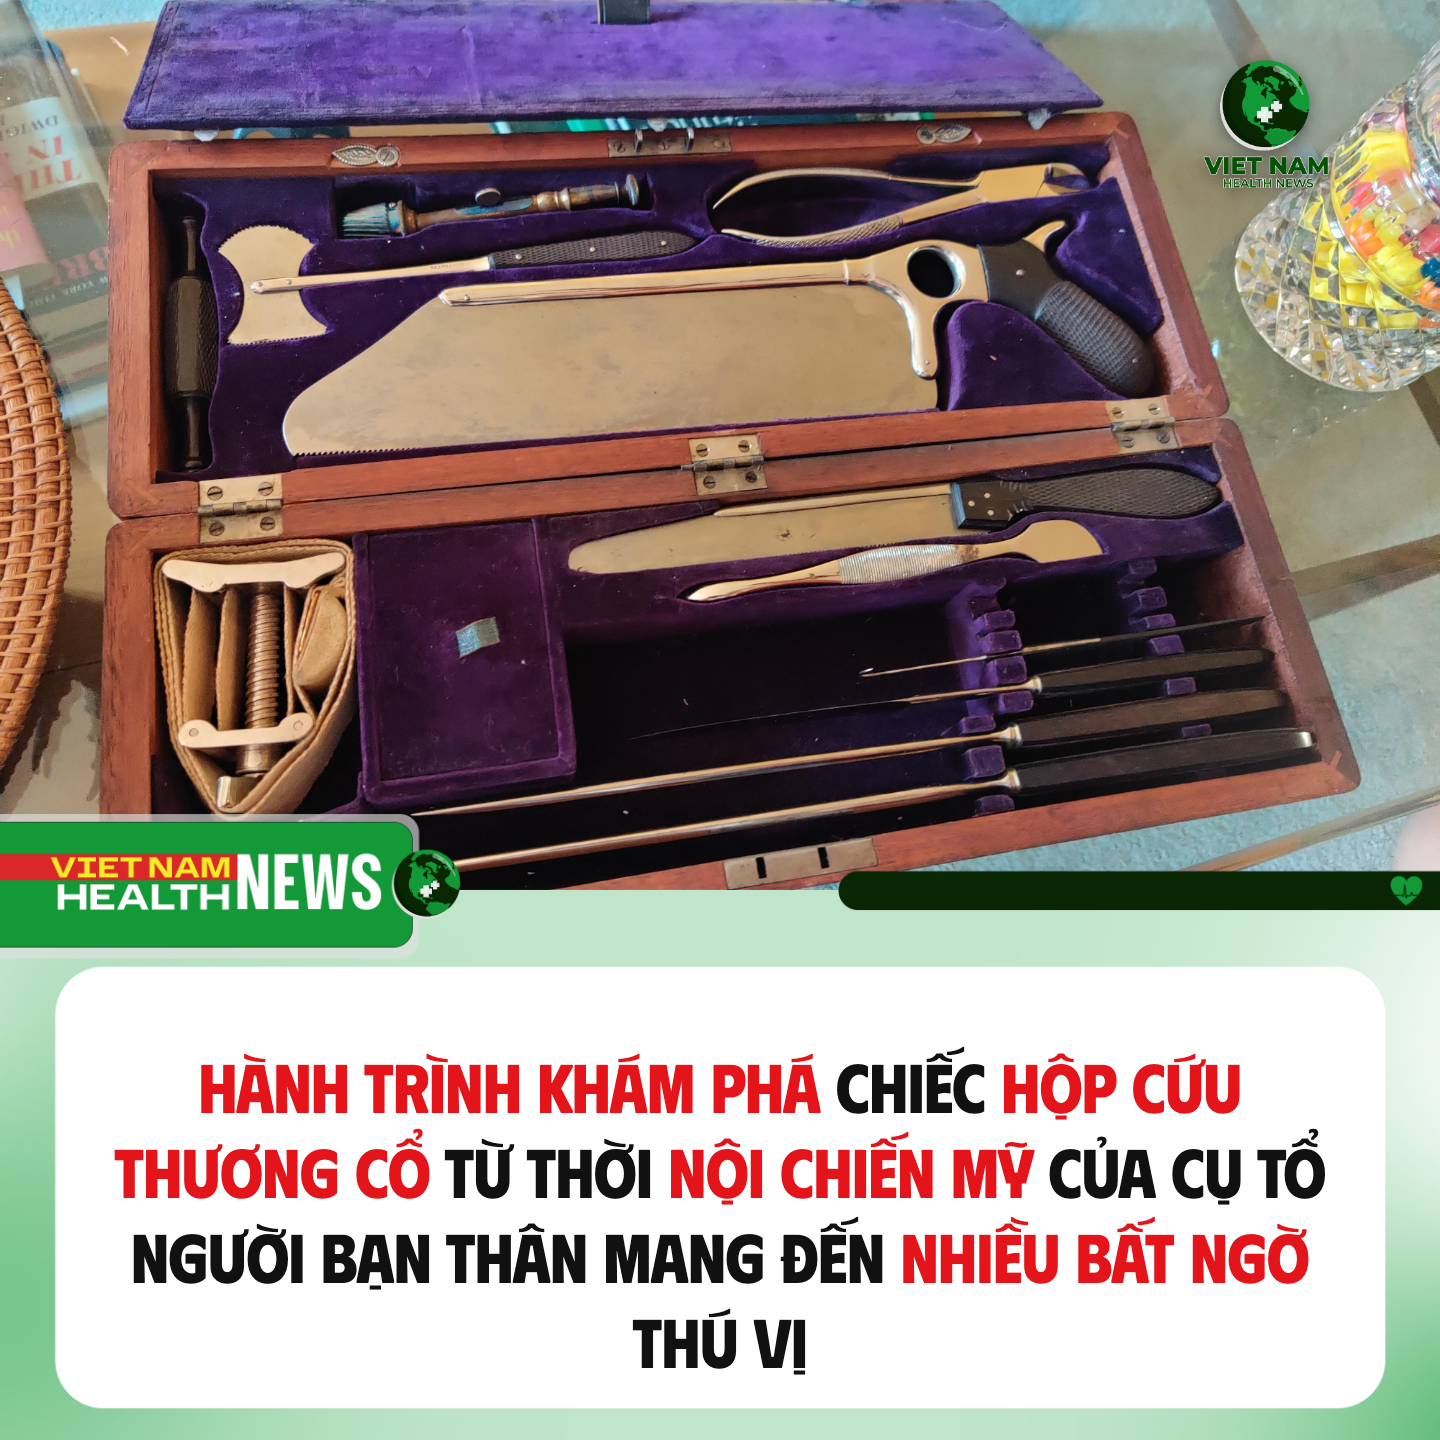 VIET NAM
HEALTH NEWS
VIET NAM
HEALTH NEWS
HÀNH TRÌNH KHÁM PHÁ CHIẾC HỘP CỨU
THƯƠNG CỔ TỪ THỜI NỘI CHIẾN MỸ CỦA CỤ TỔ
NGƯỜI BẠN THÂN MANG ĐẾN NHIỀU BẤT NGỜ
THÚ VỊ